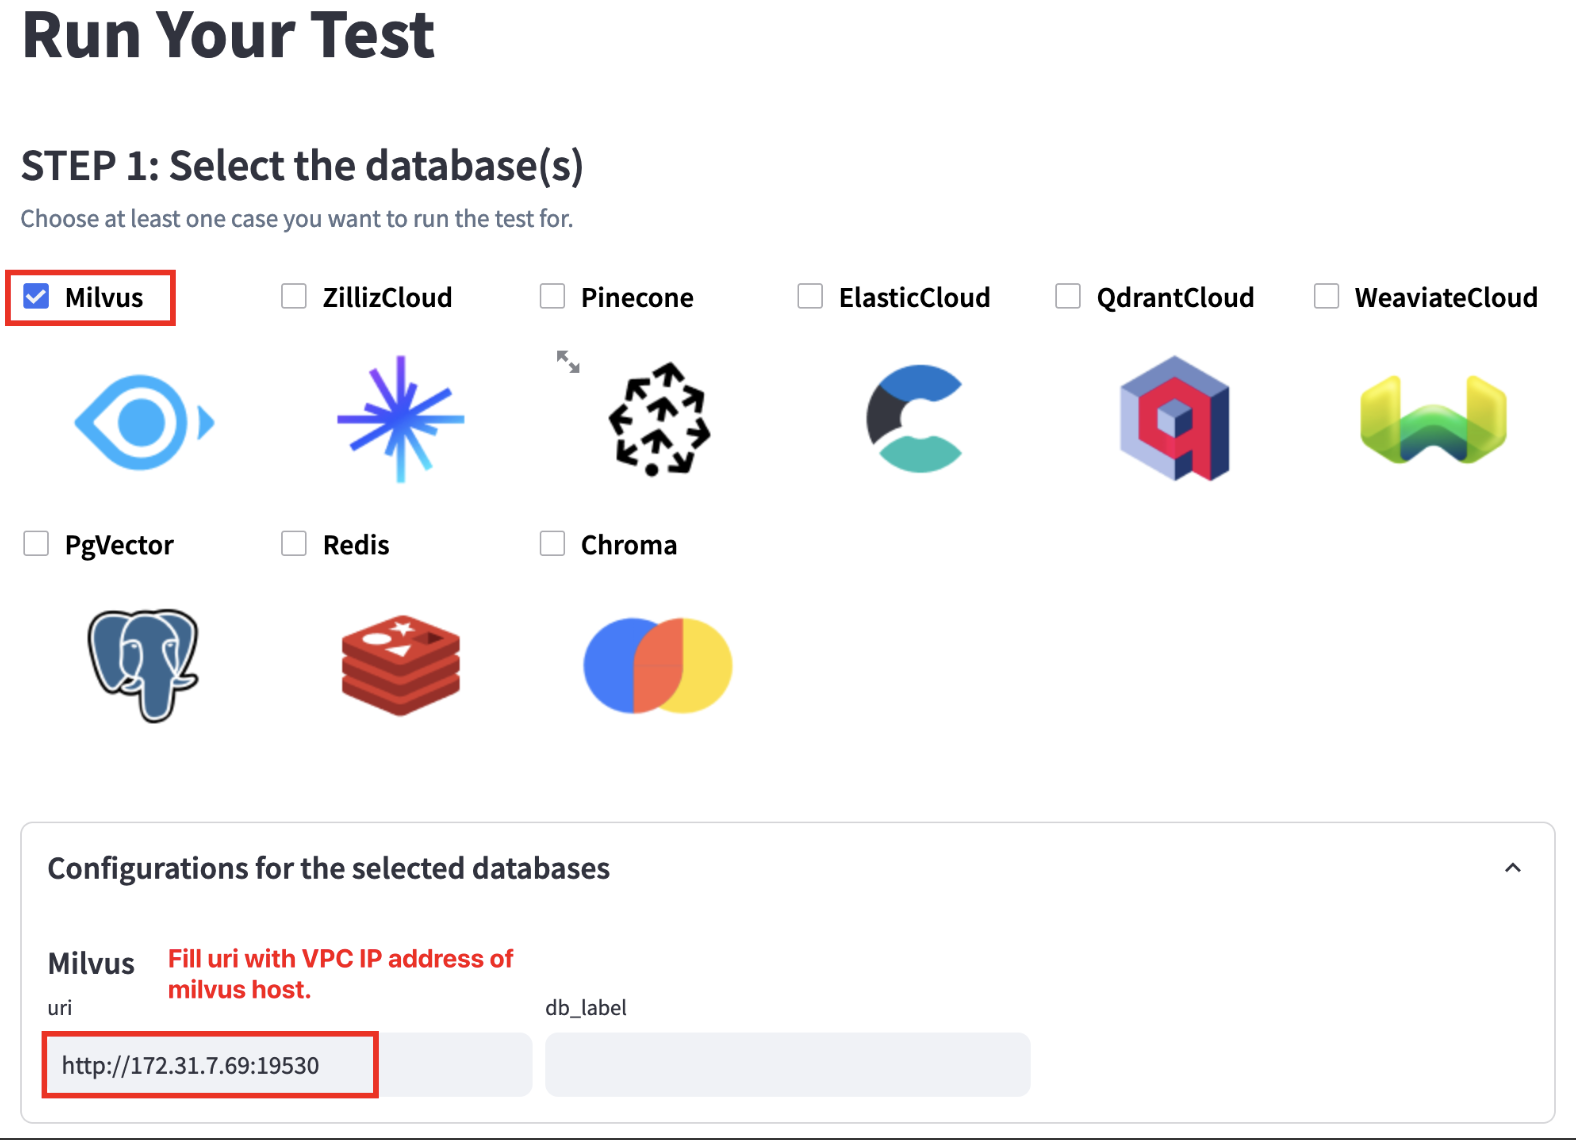 Run Your Test
STEP 1: Select the database(s)
Choose at least one case you want to run the test for.
Milvus
ZillizCloud
Pinecone
ElasticCloud
QdrantCloud
WeaviateCloud
PgVector
Redis
Chroma
Configurations for the selected databases
Milvus
Fill uri with VPC IP address of
milvus host.
uri
db_label
http://172.31.7.69:19530